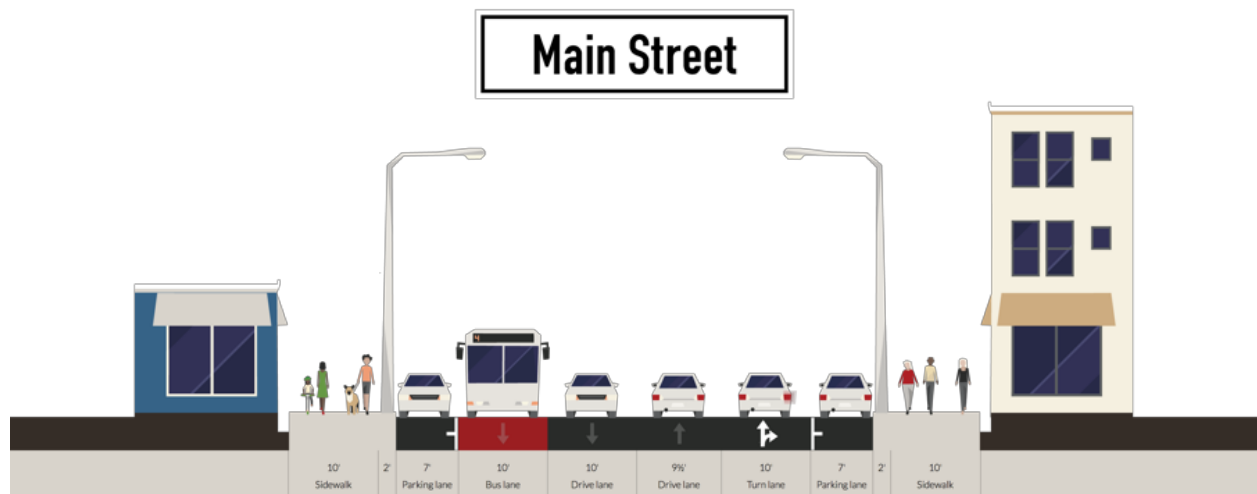 Main Street
4
10' 2' 7' 10' 10' 9½' 10' 7' 2' 10'
Sidewalk Parking lane Bus lane Drive lane Drive lane Turn lane Parking lane Sidewalk